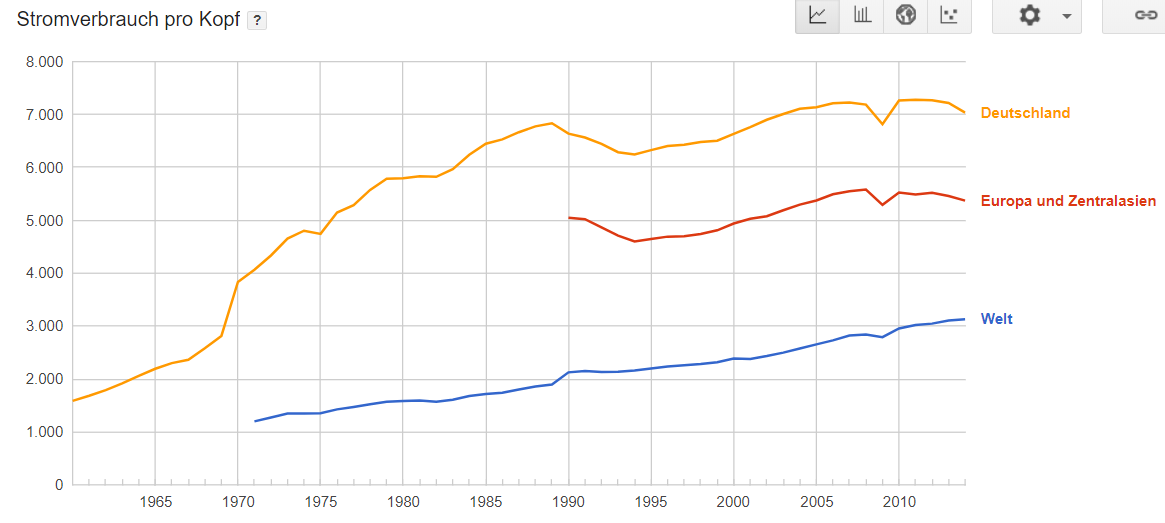 Stromverbrauch pro Kopf ?
8.000
7.000
6.000
5.000
4.000
3.000
2.000
1.000
0
Deutschland
Europa und Zentralasien
Welt
1965 1970 1975 1980 1985 1990 1995 2000 2005 2010